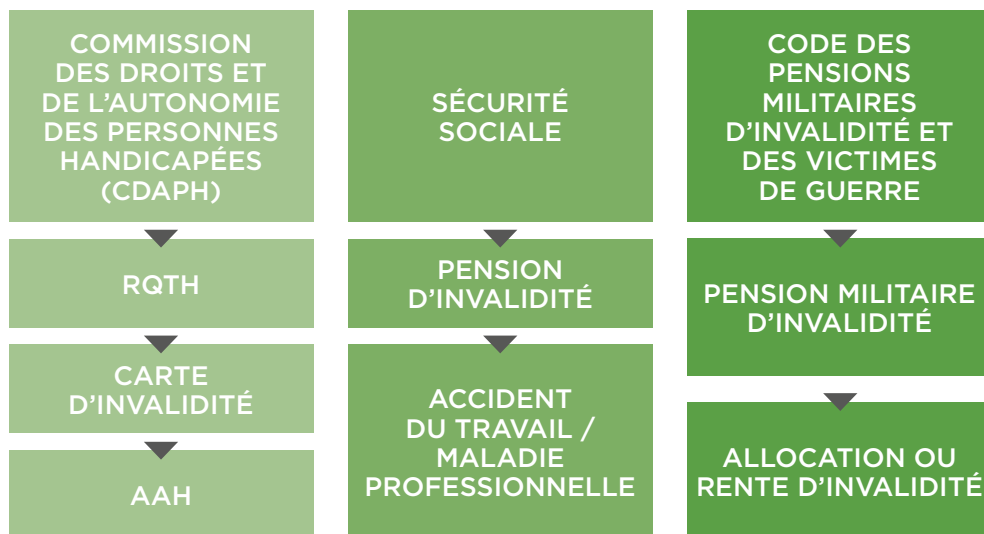 COMMISSION
DES DROITS ET
DE L'AUTONOMIE
DES PERSONNES
HANDICAPÉES
(CDAPH)
RQTH
CARTE
D'INVALIDITÉ
AAH
SÉCURITÉ
SOCIALE
PENSION
D'INVALIDITÉ
ACCIDENT
DU TRAVAIL /
MALADIE
PROFESSIONNELLE
CODE DES
PENSIONS
MILITAIRES
D'INVALIDITÉ ET
DES VICTIMES
DE GUERRE
PENSION MILITAIRE
D'INVALIDITÉ
ALLOCATION OU
RENTE D'INVALIDITÉ